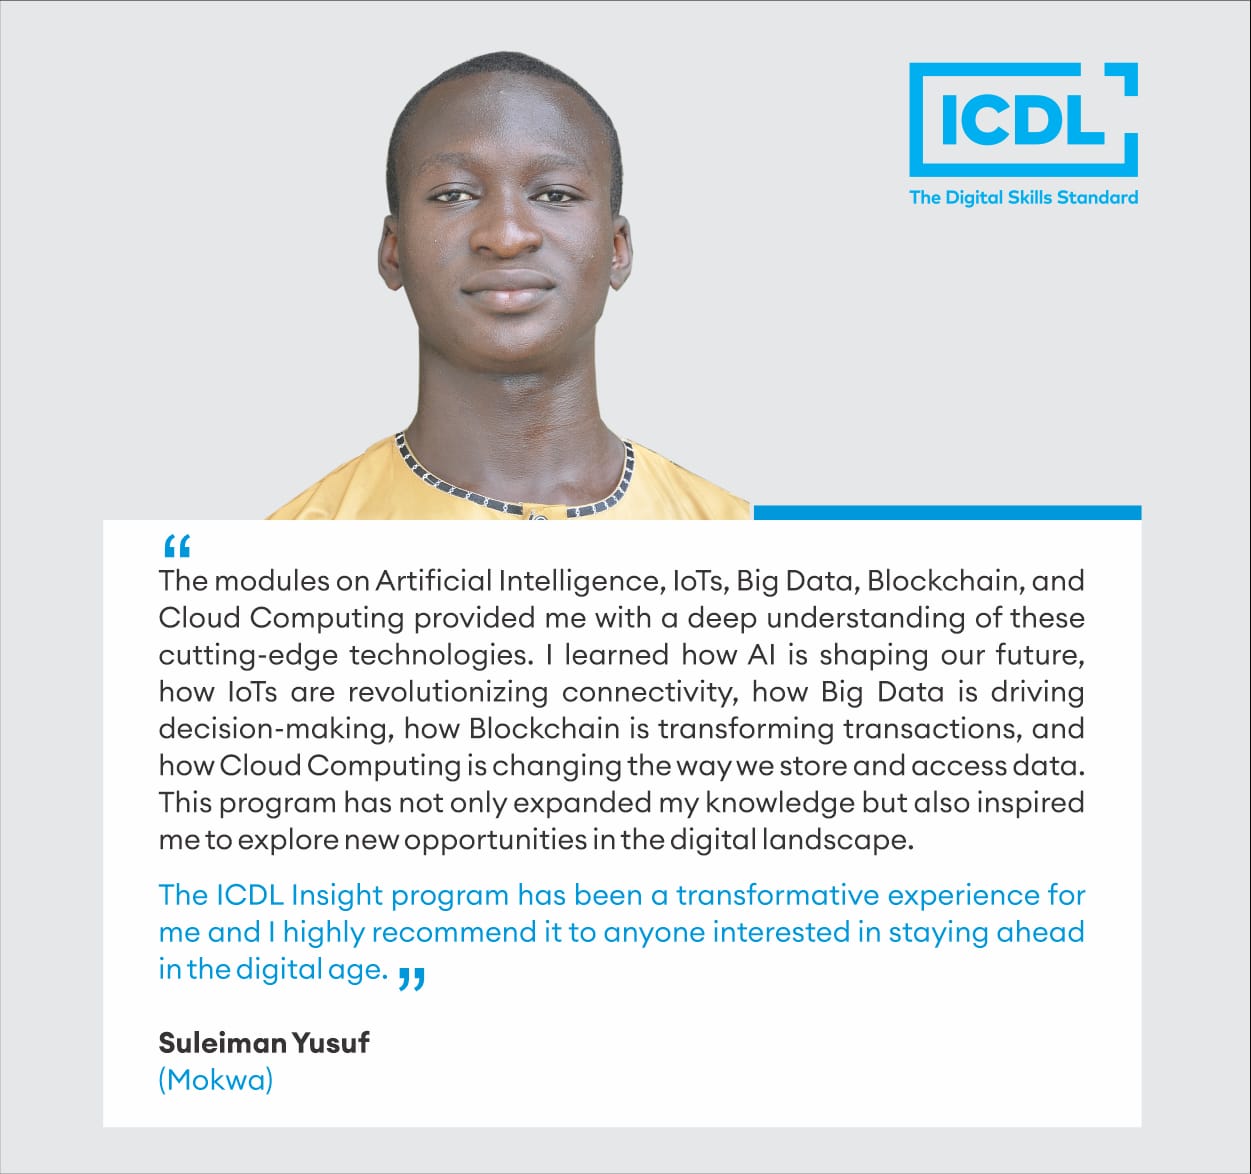 ICDL
The Digital Skills Standard
“
The modules on Artificial Intelligence, IoTs, Big Data, Blockchain, and
Cloud Computing provided me with a deep understanding of these
cutting-edge technologies. I learned how AI is shaping our future,
how IoTs are revolutionizing connectivity, how Big Data is driving
decision-making, how Blockchain is transforming transactions, and
how Cloud Computing is changing the way we store and access data.
This program has not only expanded my knowledge but also inspired
me to explore new opportunities in the digital landscape.
The ICDL Insight program has been a transformative experience for
me and I highly recommend it to anyone interested in staying ahead
in the digital age. ”
Suleiman Yusuf
(Mokwa)